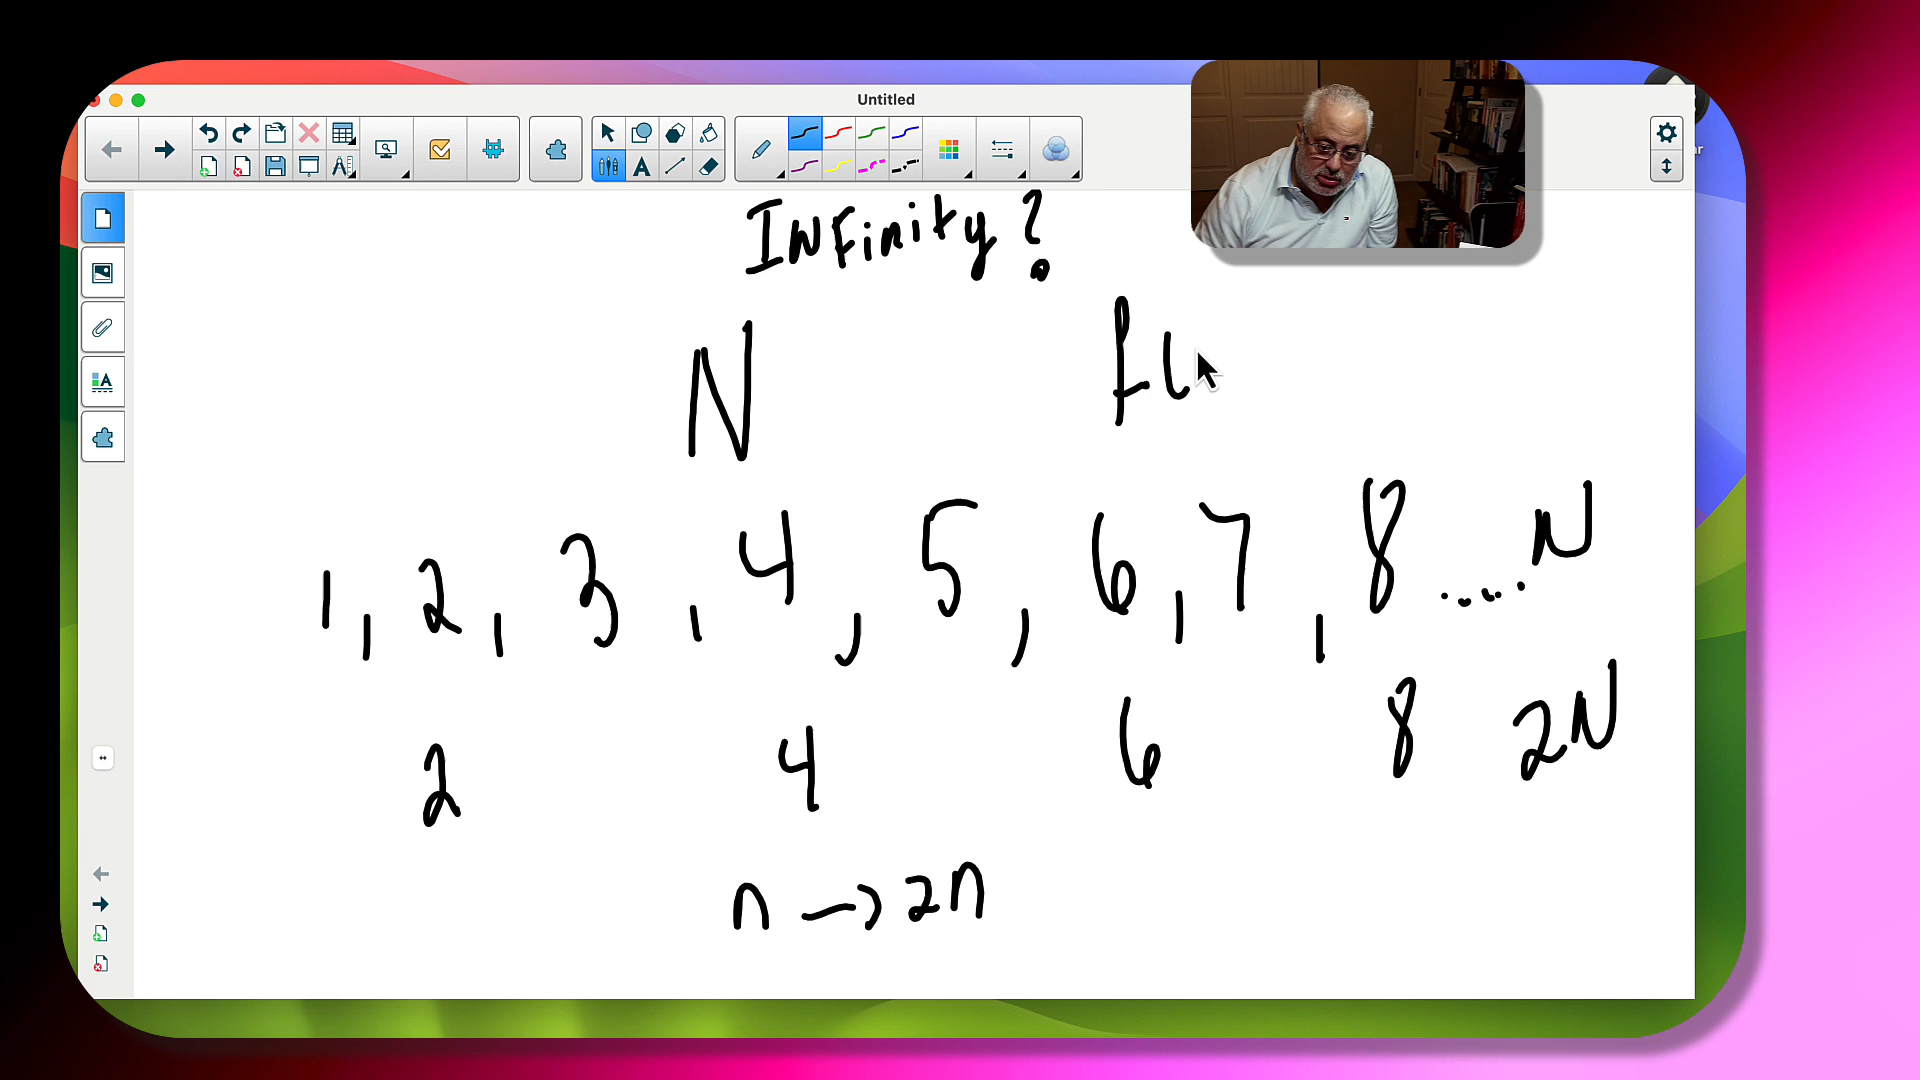 Untitled
A
A
INFinity ?
N f(
1, 2, 3, 4, 5, 6, 7, 8 ..... N
2 4 6 8 2N
n → 2n